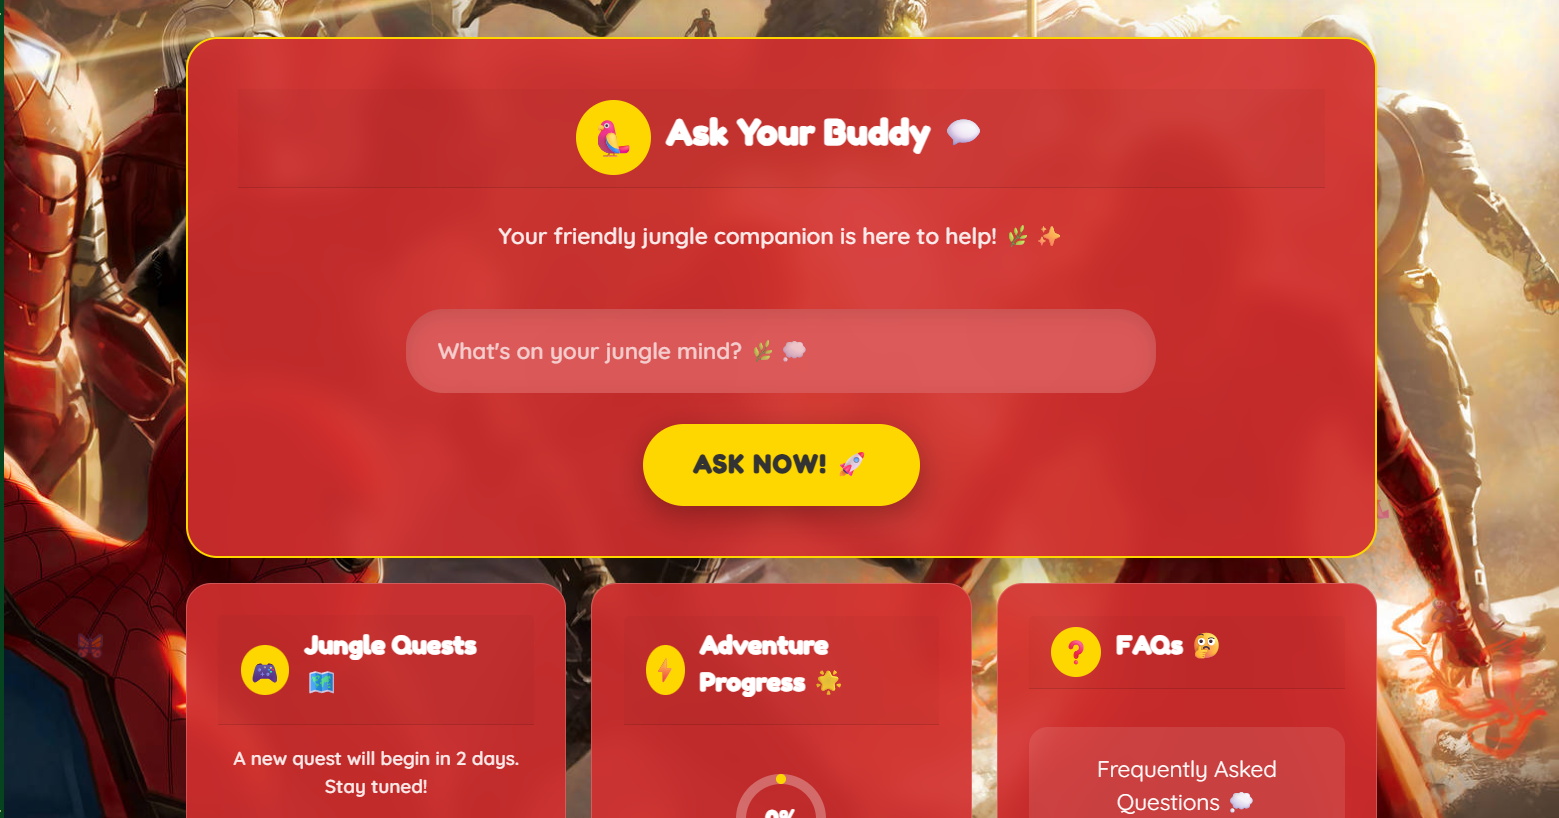 Ask Your Buddy 💬
Your friendly jungle companion is here to help! 🌿 ✨
What's on your jungle mind? 🌿 💭
ASK NOW! 🚀
Jungle Quests
🗺️
A new quest will begin in 2 days.
Stay tuned!
Adventure
Progress 🌟
0%
FAQs 🤔
Frequently Asked
Questions 💭